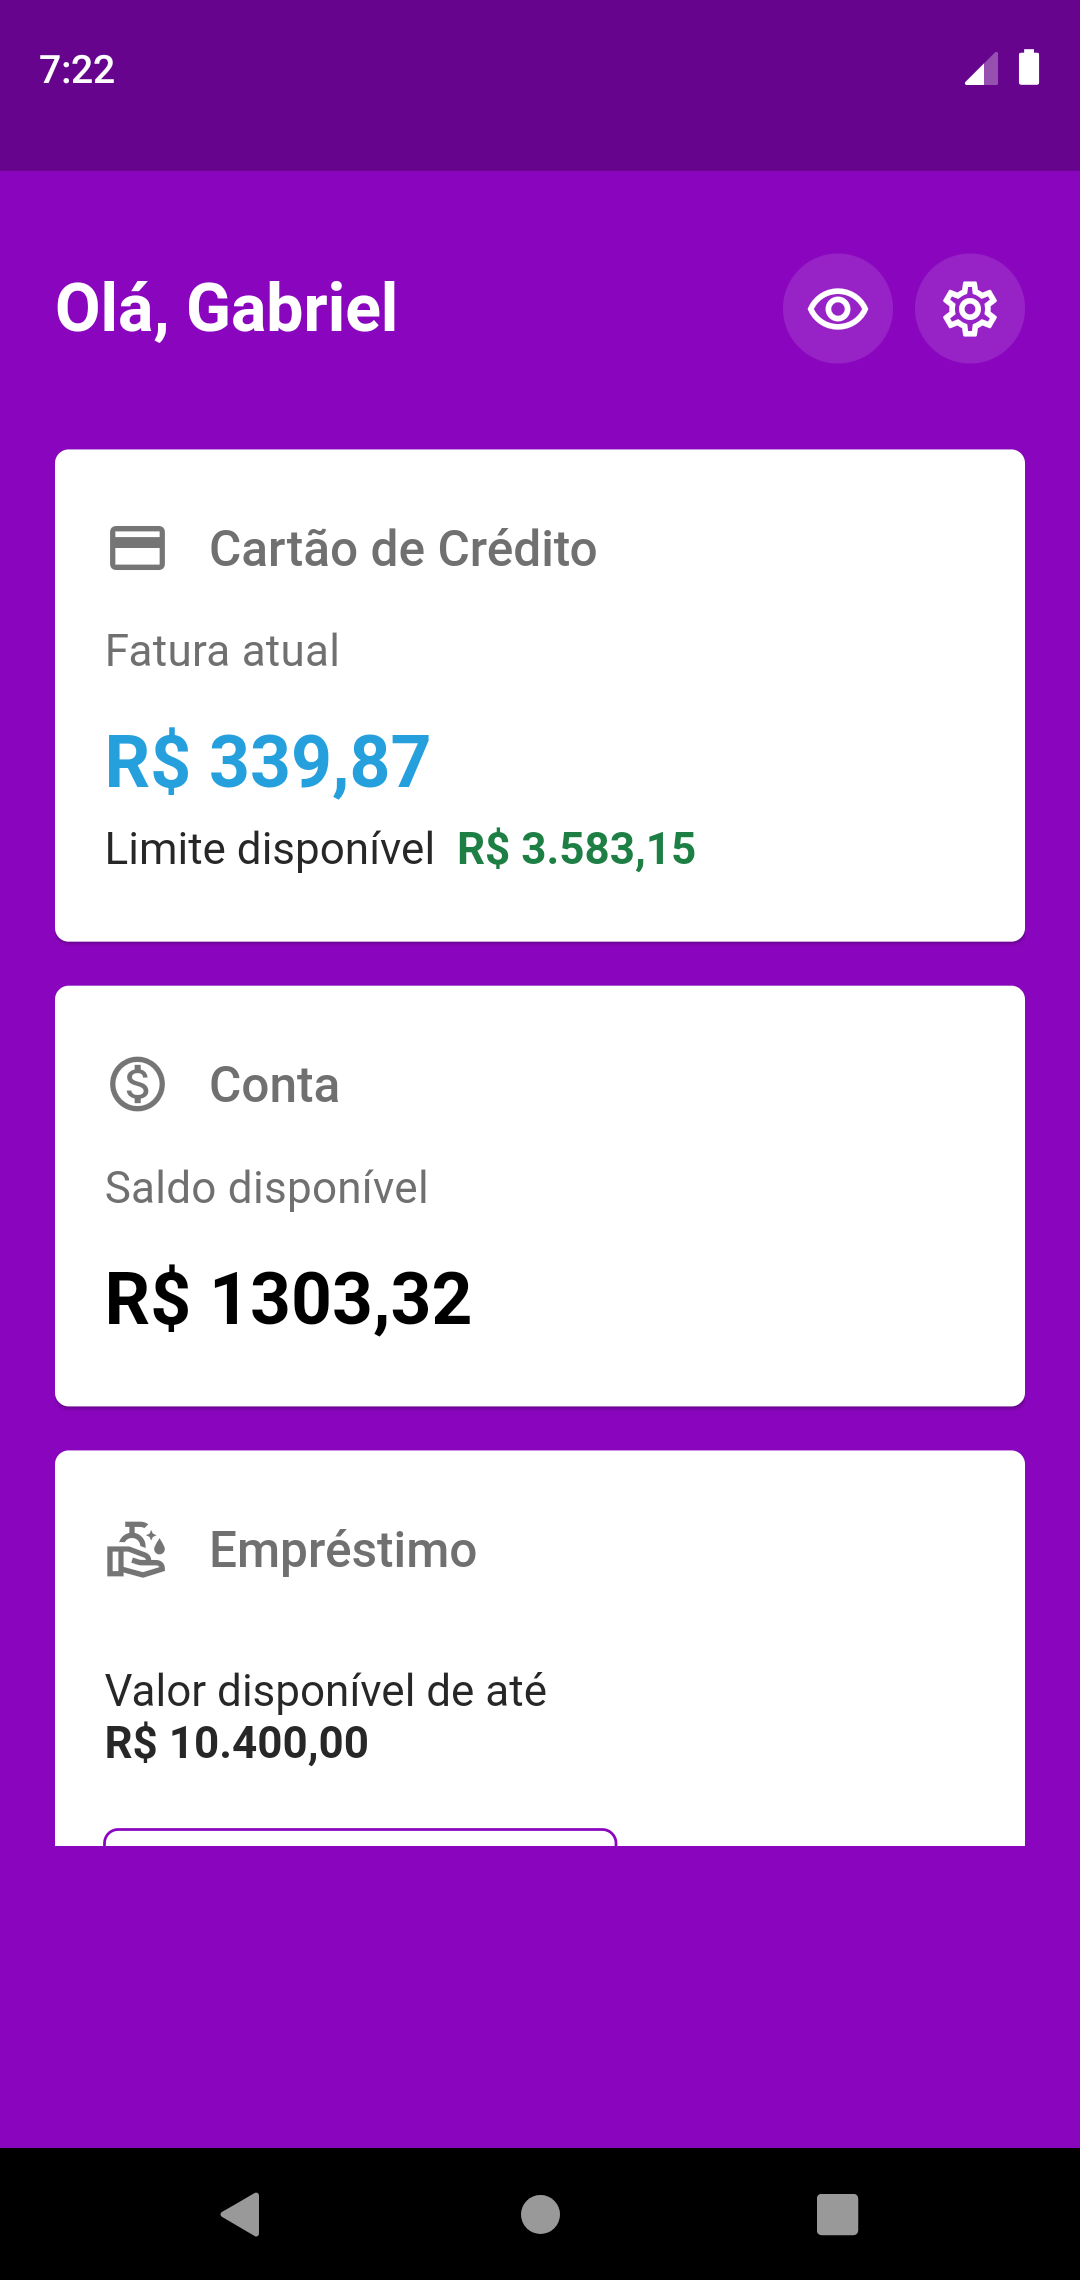 7:22
Olá, Gabriel
Cartão de Crédito
Fatura atual
R$ 339,87
Limite disponível R$ 3.583,15
Conta
Saldo disponível
R$ 1303,32
Empréstimo
Valor disponível de até
R$ 10.400,00